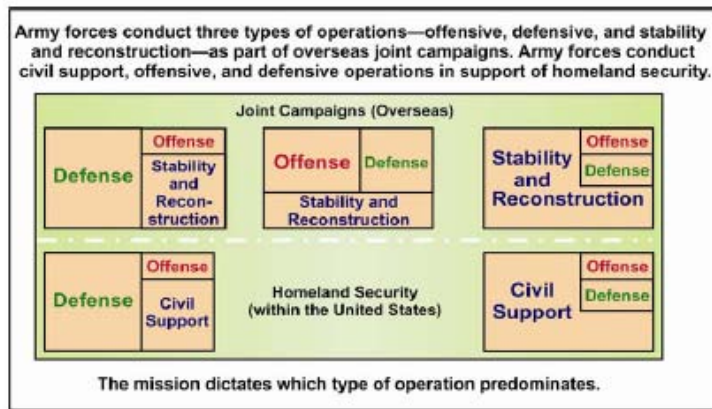 Army forces conduct three types of operations—offensive, defensive, and stability
and reconstruction—as part of overseas joint campaigns. Army forces conduct
civil support, offensive, and defensive operations in support of homeland security.
Joint Campaigns (Overseas)
Defense
Offense
Stability
and
Recon-
struction
Offense
Defense
Stability and
Reconstruction
Stability
and
Reconstruction
Offense
Defense
Defense
Offense
Civil
Support
Homeland Security
(within the United States)
Civil
Support
Offense
Defense
The mission dictates which type of operation predominates.